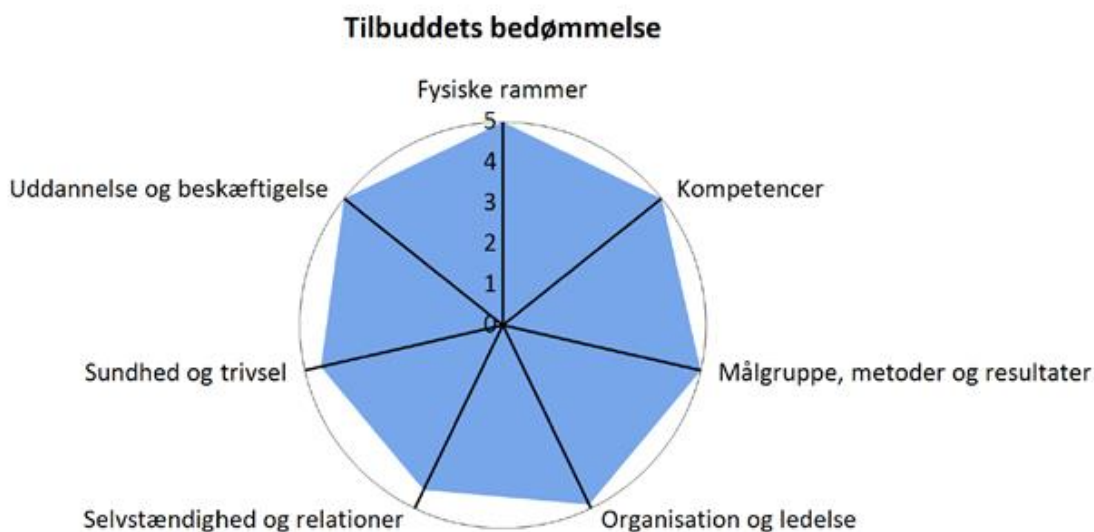 Tilbuddets bedømmelse
Fysiske rammer
5
4
3
2
1
0
Uddannelse og beskæftigelse
Kompetencer
Sundhed og trivsel
Målgruppe, metoder og resultater
Selvstændighed og relationer
Organisation og ledelse